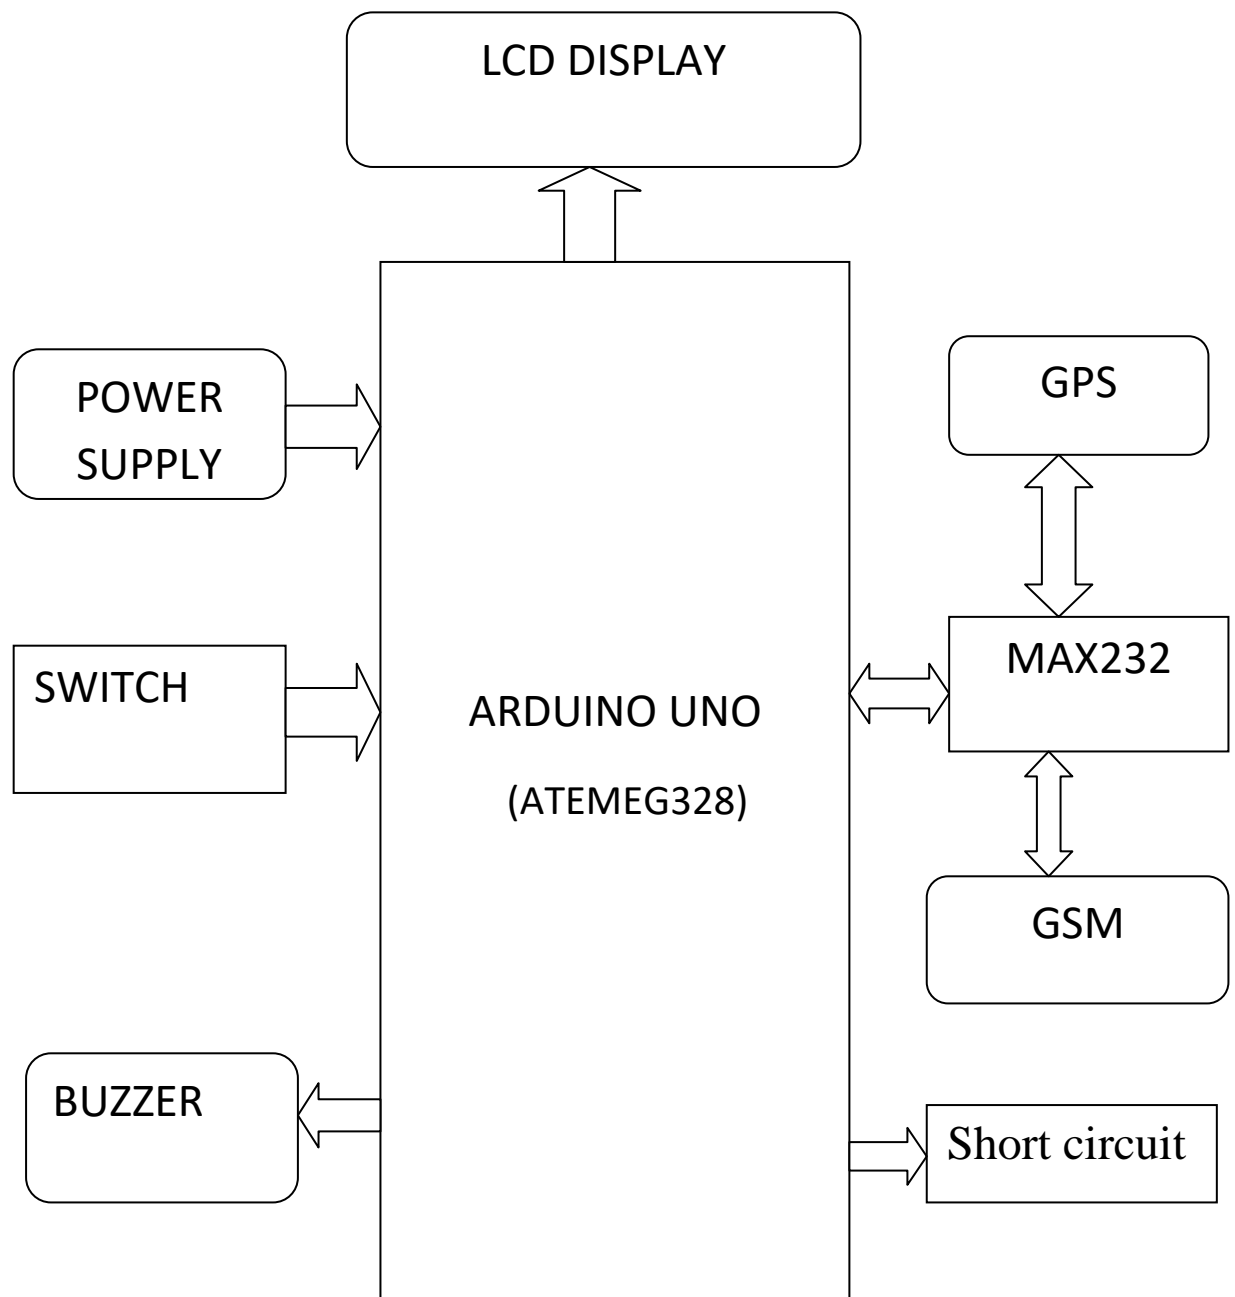 LCD DISPLAY
POWER
SUPPLY
GPS
SWITCH
ARDUINO UNO
(ATEMEG328)
MAX232
GSM
BUZZER
Short circuit